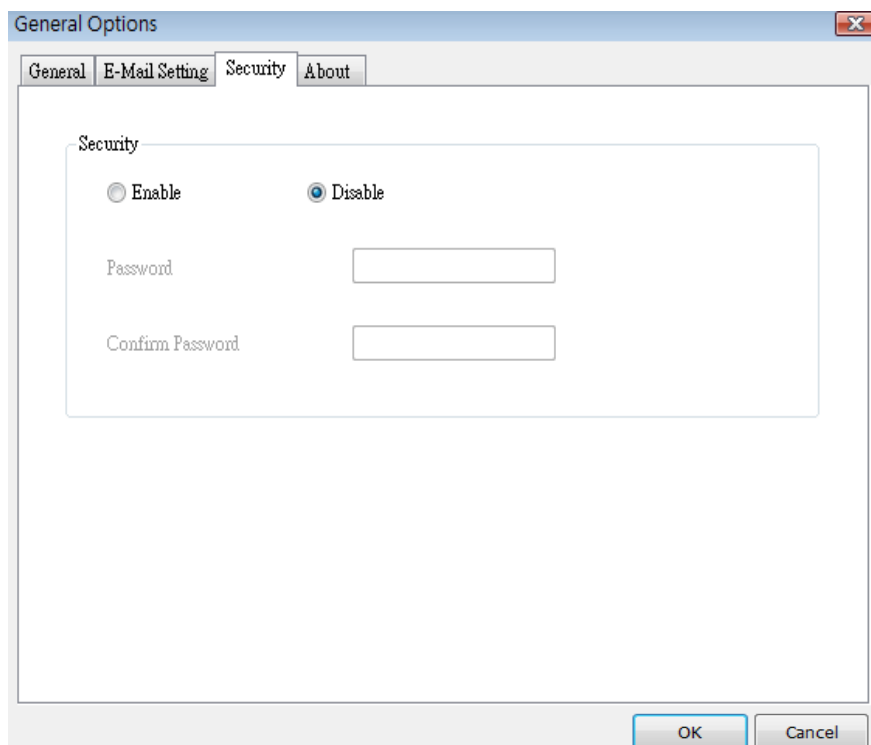 General Options
General E-Mail Setting Security About
Security
Enable Disable
Password
Confirm Password
OK Cancel